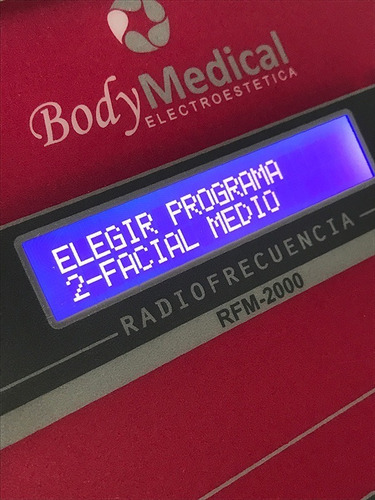 BodyMedical
ELECTROESTETICA
ELEGIR PROGRAMA
2-FACIAL MEDIO
RADIOFRECUENCIA
RFM-2000